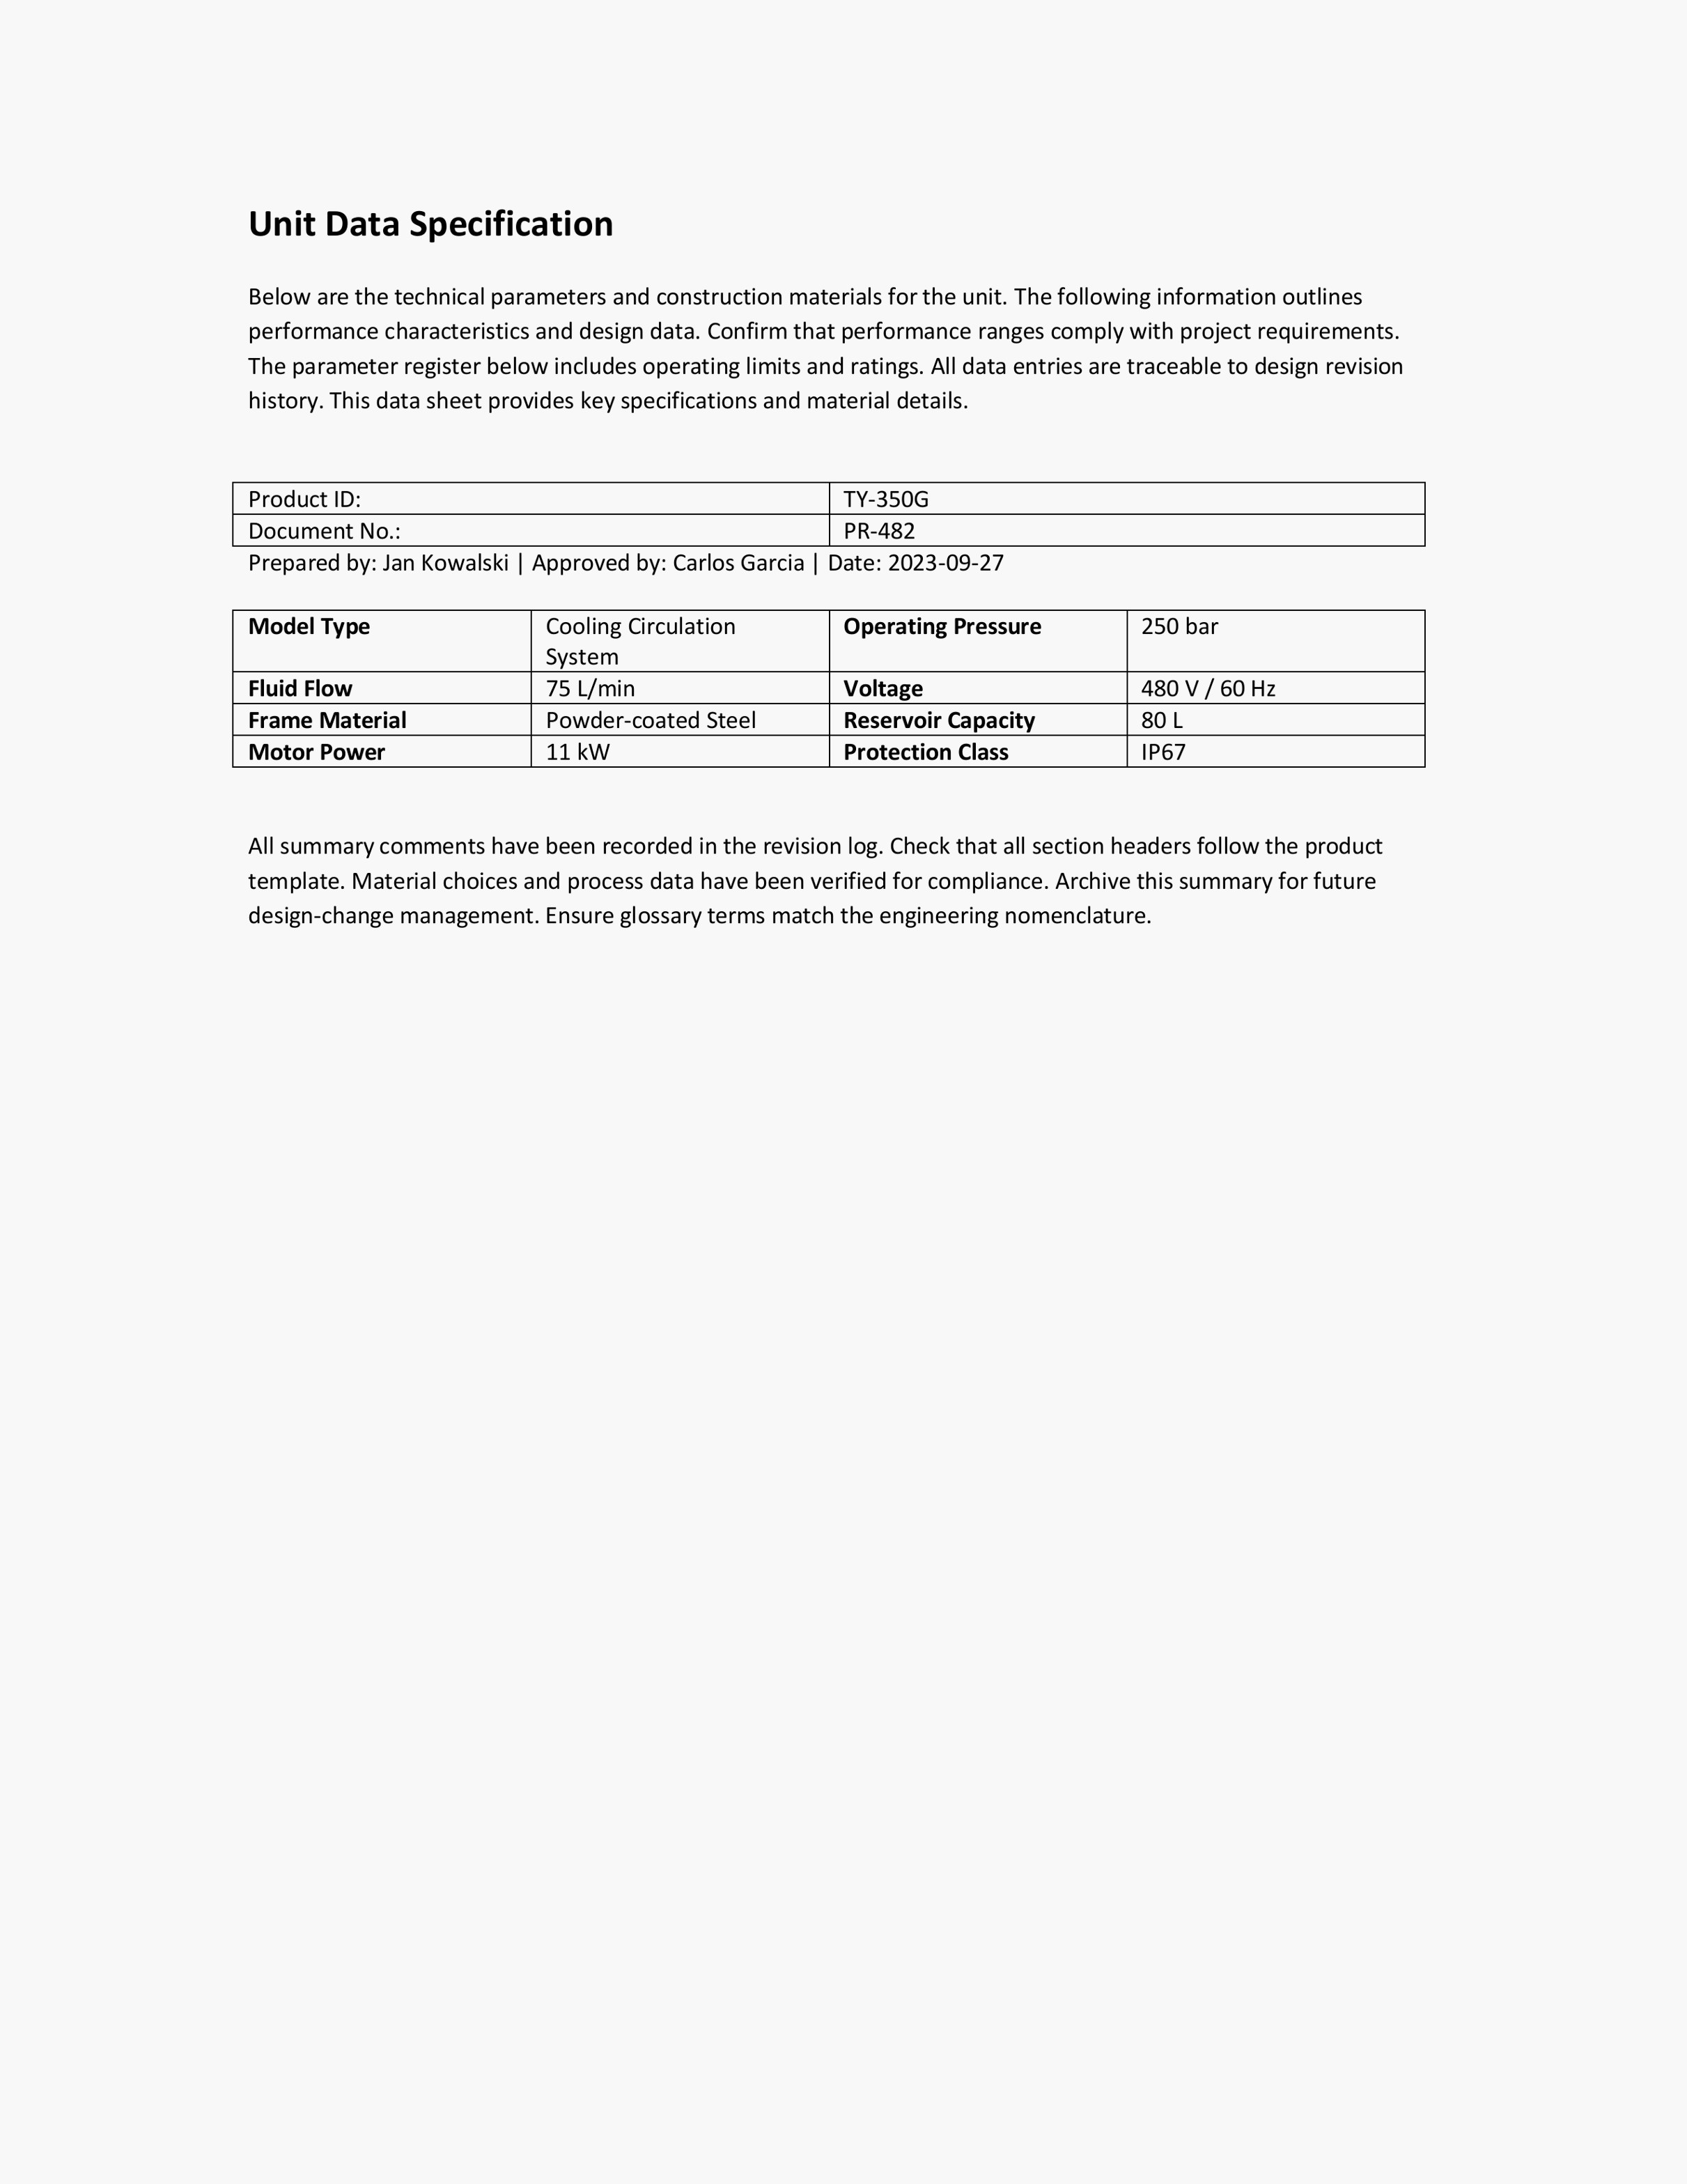 Unit Data Specification
Below are the technical parameters and construction materials for the unit. The following information outlines
performance characteristics and design data. Confirm that performance ranges comply with project requirements.
The parameter register below includes operating limits and ratings. All data entries are traceable to design revision
history. This data sheet provides key specifications and material details.
Product ID: TY-350G
Document No.: PR-482
Prepared by: Jan Kowalski | Approved by: Carlos Garcia | Date: 2023-09-27
Model Type Cooling Circulation System Operating Pressure 250 bar
Fluid Flow 75 L/min Voltage 480 V / 60 Hz
Frame Material Powder-coated Steel Reservoir Capacity 80 L
Motor Power 11 kW Protection Class IP67
All summary comments have been recorded in the revision log. Check that all section headers follow the product
template. Material choices and process data have been verified for compliance. Archive this summary for future
design-change management. Ensure glossary terms match the engineering nomenclature.